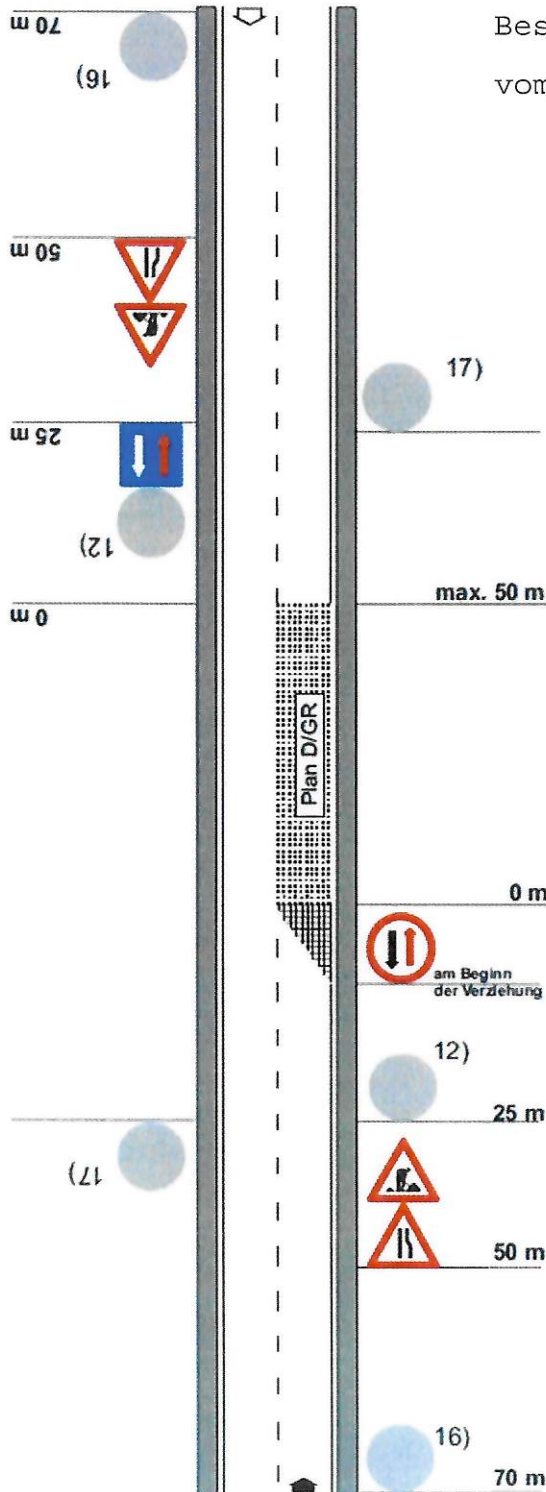 Bes
vom
70 m
16)
50 m
25 m
12)
0 m
17)
17)
max. 50 m
Plan D/GR
0 m
am Beginn
der Verziehung
12)
25 m
50 m
16)
70 m